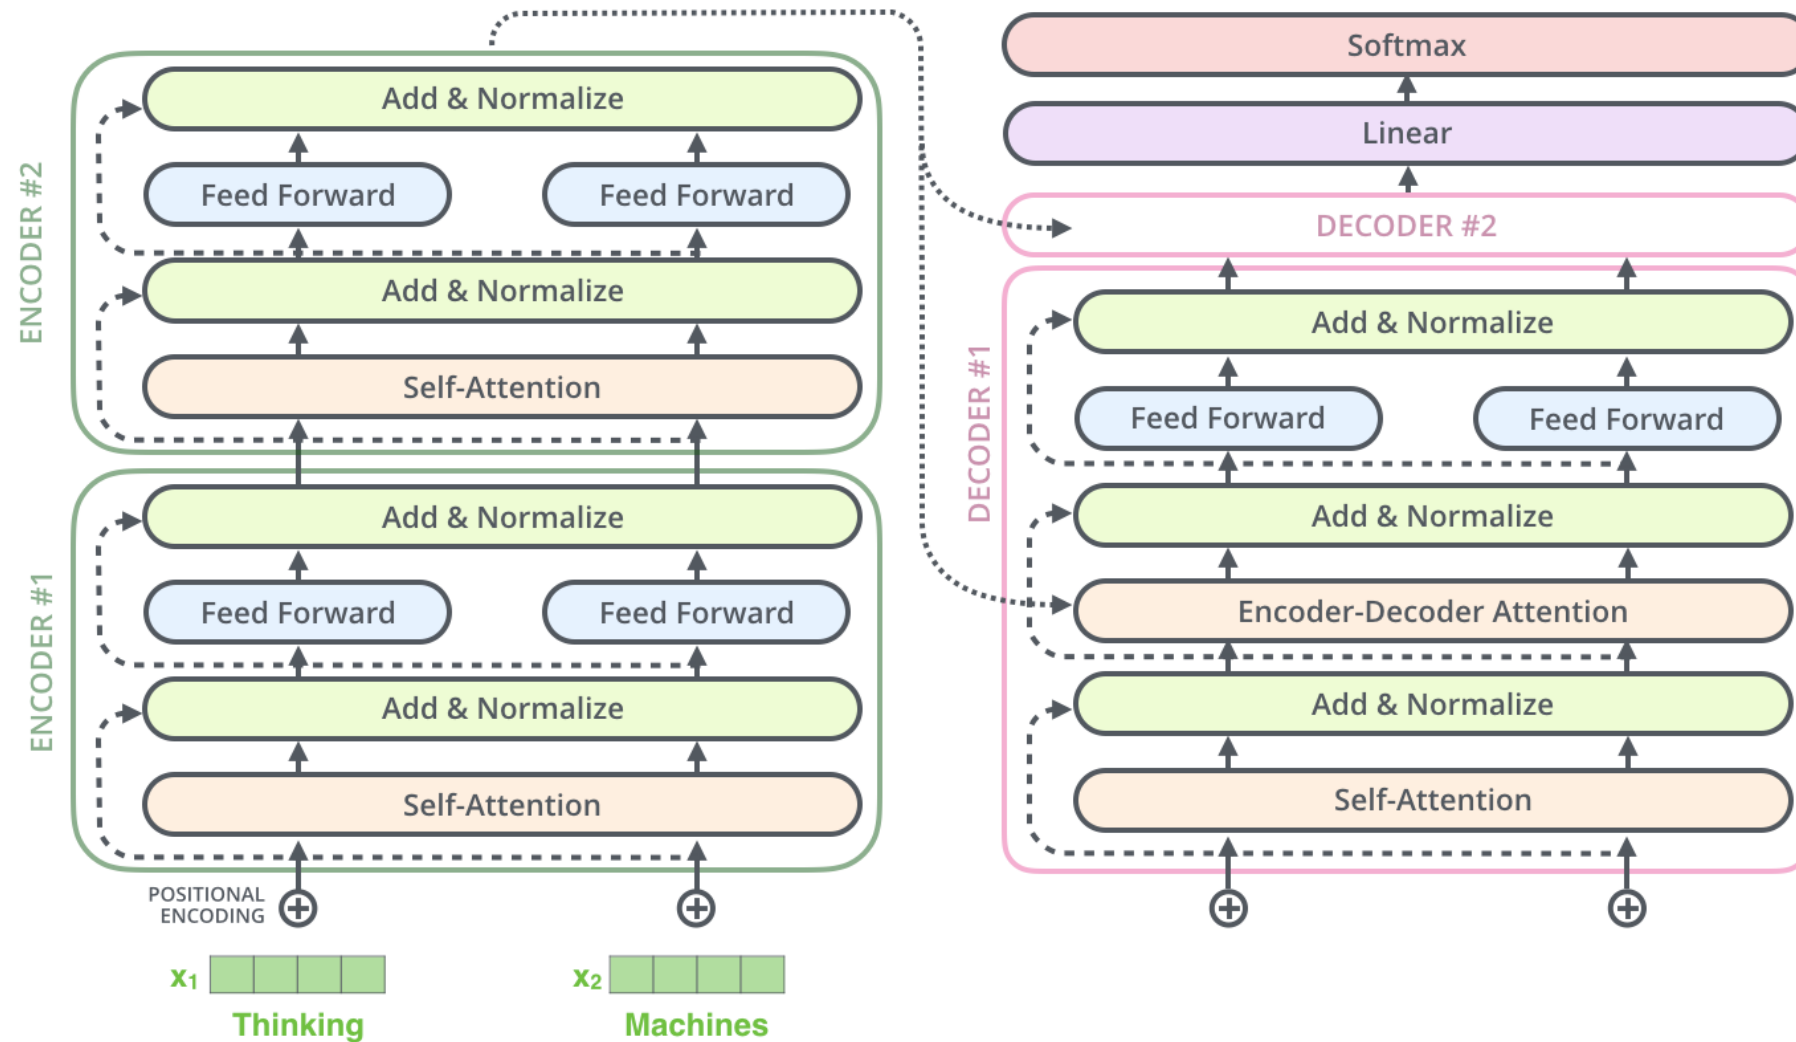 ENCODER #2
Add & Normalize
Feed Forward
Feed Forward
Add & Normalize
Self-Attention
ENCODER #1
Add & Normalize
Feed Forward
Feed Forward
Add & Normalize
Self-Attention
POSITIONAL
ENCODING
x1
x2
Thinking
Machines
Softmax
Linear
DECODER #2
DECODER #1
Add & Normalize
Feed Forward
Feed Forward
Add & Normalize
Encoder-Decoder Attention
Add & Normalize
Self-Attention